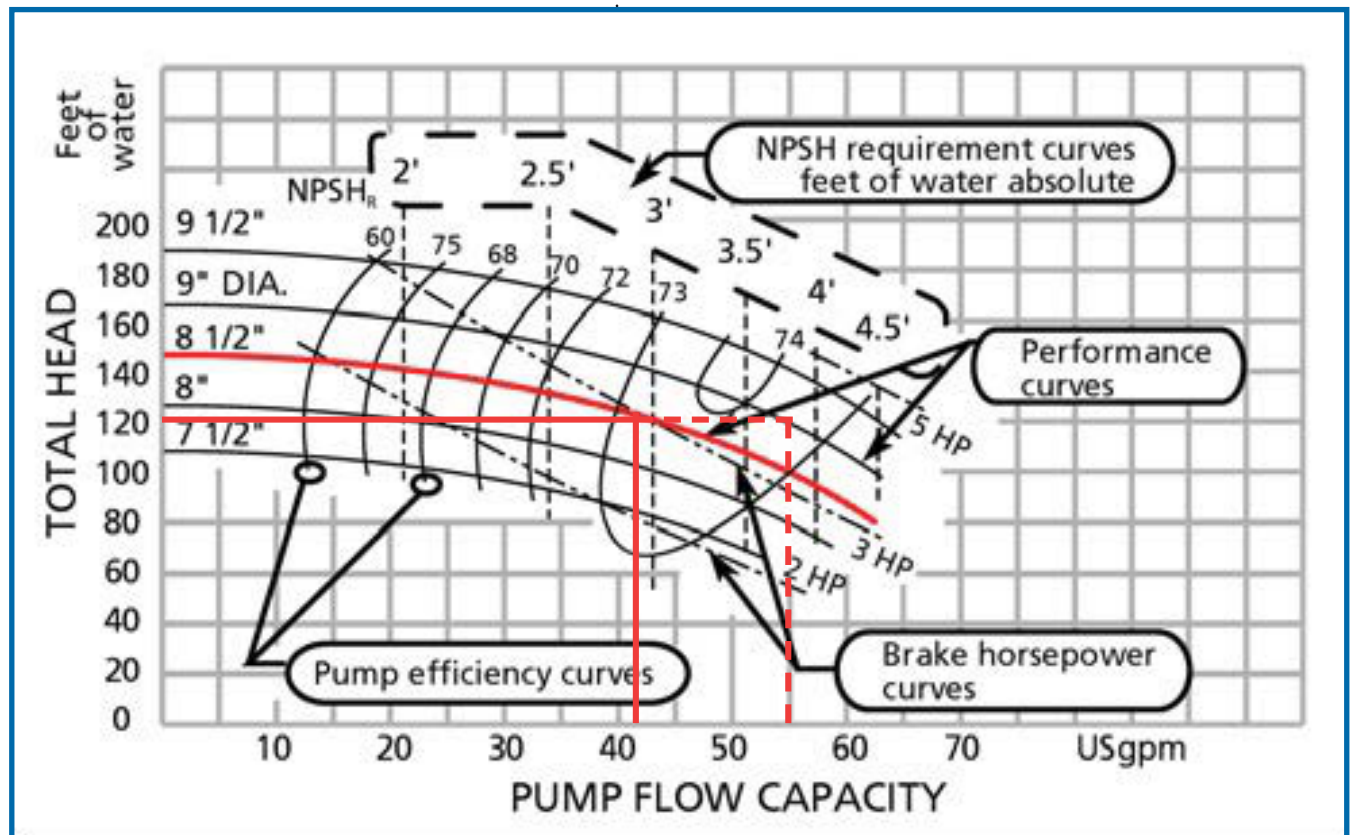 Feet
of
water
TOTAL HEAD
200
180
160
140
120
100
80
60
40
20
0
NPSHR
2'
2.5'
3'
3.5'
4'
4.5'
NPSH requirement curves
feet of water absolute
9 1/2"
9" DIA.
8 1/2"
8"
7 1/2"
60
75
68
70
72
73
74
Performance
curves
5 HP
3 HP
2 HP
Pump efficiency curves
Brake horsepower
curves
10 20 30 40 50 60 70 USgpm
PUMP FLOW CAPACITY